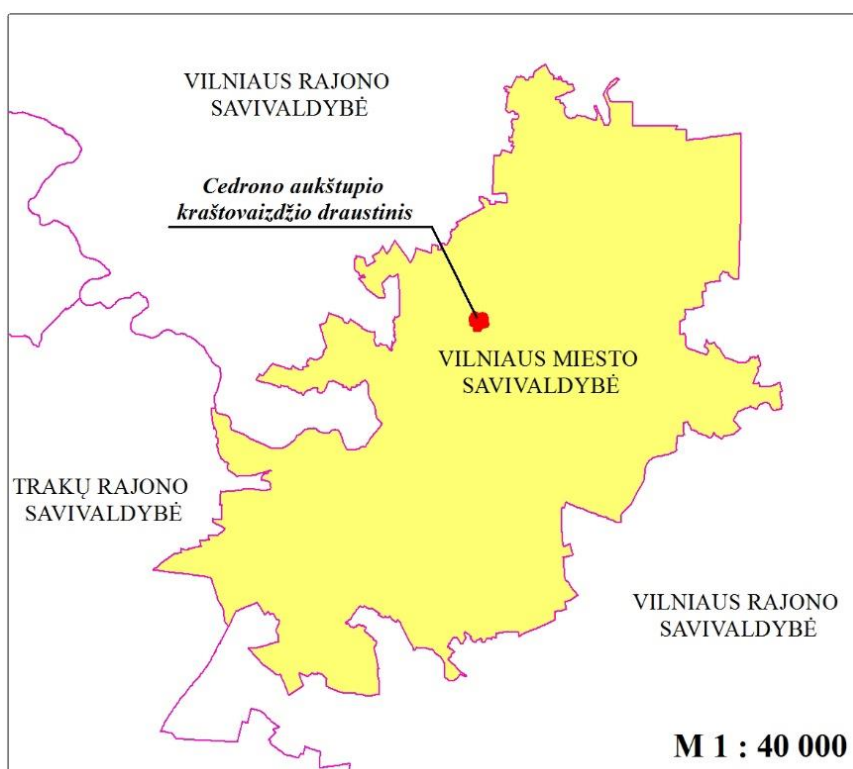 VILNIAUS RAJONO
SAVIVALDYBĖ
Cedrono aukštupio
kraštovaizdžio draustinis
VILNIAUS MIESTO
SAVIVALDYBĖ
TRAKŲ RAJONO
SAVIVALDYBĖ
VILNIAUS RAJONO
SAVIVALDYBĖ
M 1 : 40 000